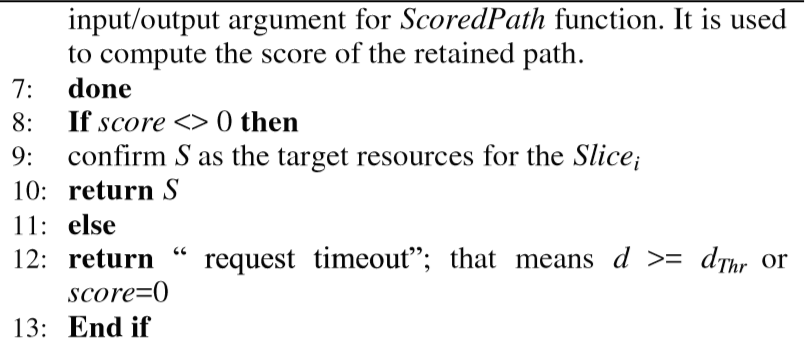 input/output argument for ScoredPath function. It is used
to compute the score of the retained path.
7: done
8: If score <> 0 then
9: confirm S as the target resources for the Slice_i
10: return S
11: else
12: return “ request timeout”; that means d >= d_Thr or
score=0
13: End if